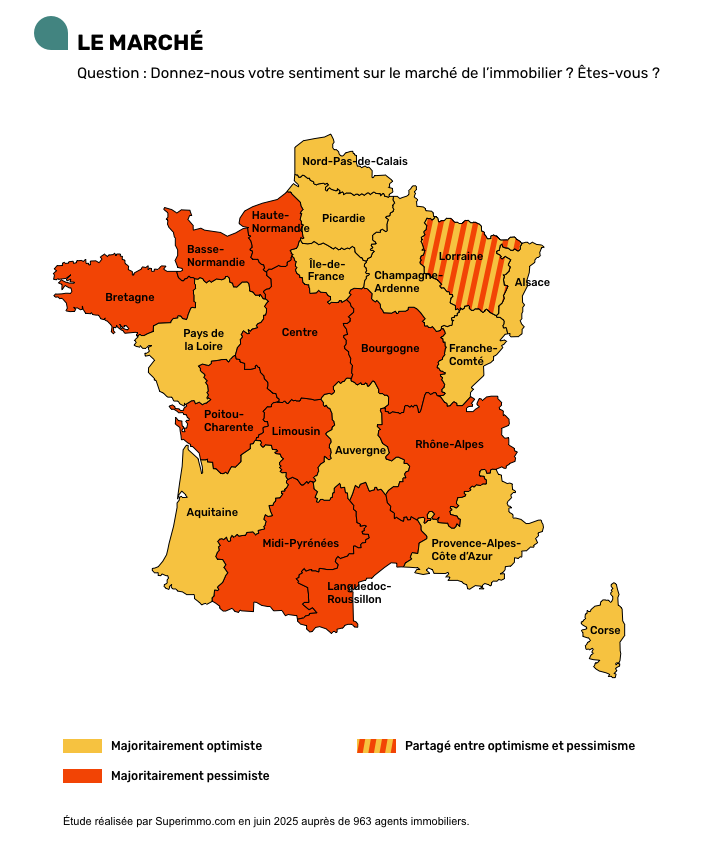 LE MARCHÉ
Question : Donnez-nous votre sentiment sur le marché de l'immobilier ? Êtes-vous ?
Nord-Pas-de-Calais
Haute-
Normandie
Picardie
Basse-
Normandie
Île-de-
France
Lorraine
Champagne-
Ardenne
Alsace
Bretagne
Pays de
la Loire
Centre
Bourgogne
Franche-
Comté
Poitou-
Charente
Limousin
Auvergne
Rhône-Alpes
Aquitaine
Midi-Pyrénées
Provence-Alpes-
Côte d'Azur
Languedoc-
Roussillon
Corse
Majoritairement optimiste
Partagé entre optimisme et pessimisme
Majoritairement pessimiste
Étude réalisée par Superimmo.com en juin 2025 auprès de 963 agents immobiliers.